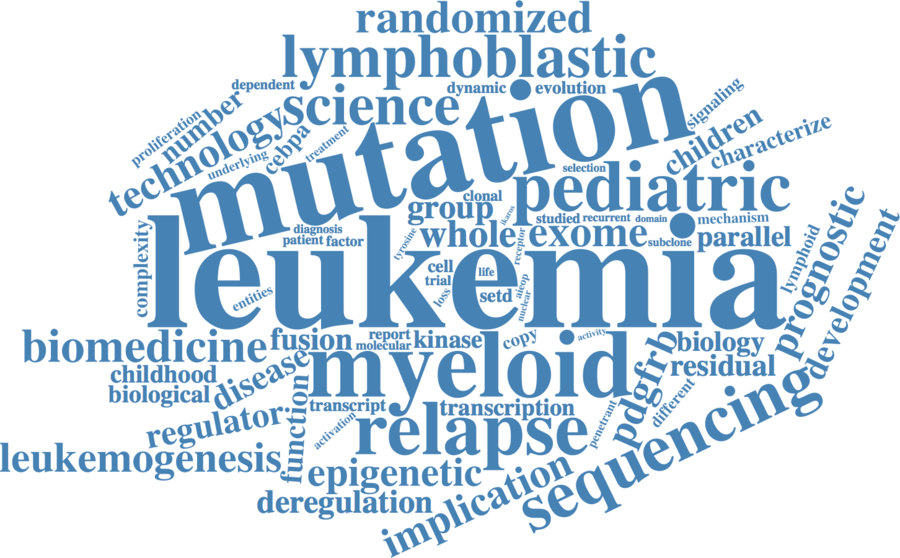 randomized
lymphoblastic
dependent
dynamic
evolution
science
mutation
signaling
number
proliferation
technology
cebpa
treatment
underlying
children
characterize
selection
pediatric
clonal
group
ikaros
studied
recurrent
domain
mechanism
diagnosis
patient
factor
tyrosine
whole
receptor
exome
subclone
parallel
lymphoid
prognostic
development
complexity
leukemia
cell
life
trial
loss
setd
aicop
nuclear
entities
biomedicine
fusion
report
molecular
kinase
copy
activity
biology
childhood
disease
myeloid
pdgfrb
residual
biological
different
regulator
function
transcript
transcription
activation
relapse
penetrant
sequencing
leukemogenesis
epigenetic
implication
deregulation